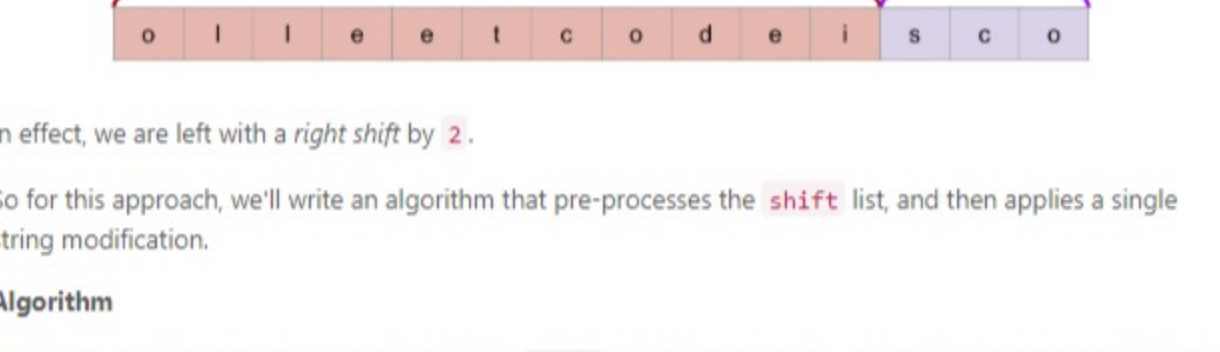 o l l e e t c o d e i s c o
n effect, we are left with a right shift by 2.
So for this approach, we'll write an algorithm that pre-processes the shift list, and then applies a single
string modification.
Algorithm